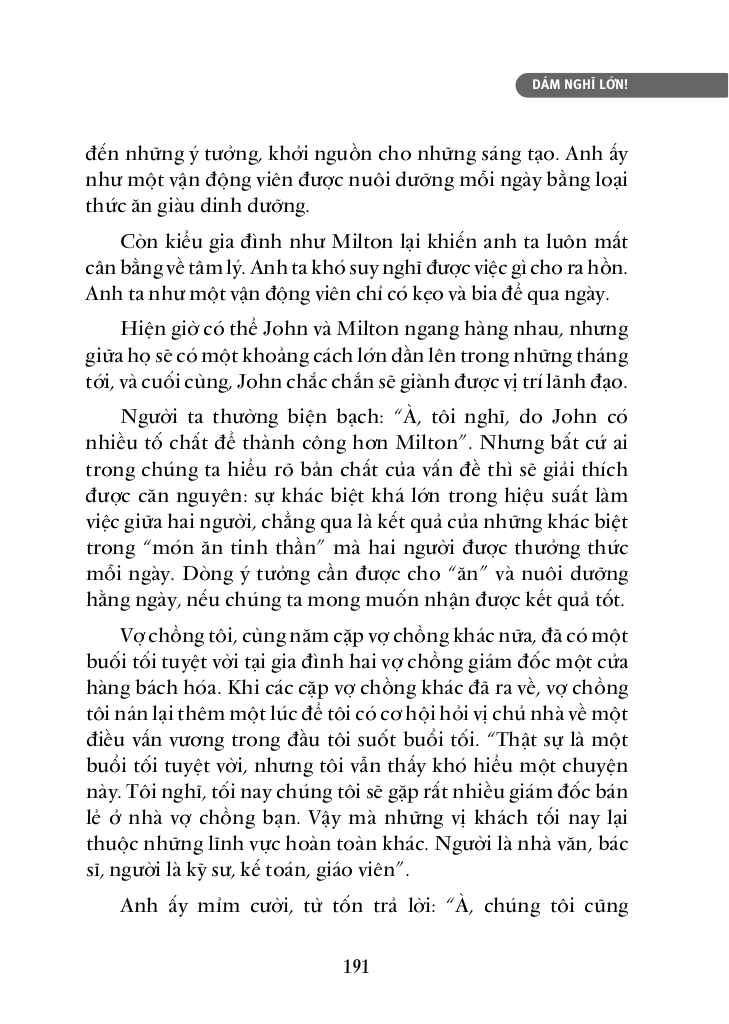 DÁM NGHĨ LỚN!
đến những ý tưởng, khởi nguồn cho những sáng tạo. Anh ấy
như một vận động viên được nuôi dưỡng mỗi ngày bằng loại
thức ăn giàu dinh dưỡng.
Còn kiểu gia đình như Milton lại khiến anh ta luôn mất
cân bằng về tâm lý. Anh ta khó suy nghĩ được việc gì cho ra hồn.
Anh ta như một vận động viên chỉ có kẹo và bia để qua ngày.
Hiện giờ có thể John và Milton ngang hàng nhau, nhưng
giữa họ sẽ có một khoảng cách lớn dần lên trong những tháng
tới, và cuối cùng, John chắc chắn sẽ giành được vị trí lãnh đạo.
Người ta thường biện bạch: “À, tôi nghĩ, do John có
nhiều tố chất để thành công hơn Milton”. Nhưng bất cứ ai
trong chúng ta hiểu rõ bản chất của vấn đề thì sẽ giải thích
được căn nguyên: sự khác biệt khá lớn trong hiệu suất làm
việc giữa hai người, chẳng qua là kết quả của những khác biệt
trong “món ăn tinh thần” mà hai người được thưởng thức
mỗi ngày. Dòng ý tưởng cần được cho “ăn” và nuôi dưỡng
hằng ngày, nếu chúng ta mong muốn nhận được kết quả tốt.
Vợ chồng tôi, cùng năm cặp vợ chồng khác nữa, đã có một
buổi tối tuyệt vời tại gia đình hai vợ chồng giám đốc một cửa
hàng bách hóa. Khi các cặp vợ chồng khác đã ra về, vợ chồng
tôi nán lại thêm một lúc để tôi có cơ hội hỏi vị chủ nhà về một
điều vấn vương trong đầu tôi suốt buổi tối. “Thật sự là một
buổi tối tuyệt vời, nhưng tôi vẫn thấy khó hiểu một chuyện
này. Tôi nghĩ, tối nay chúng tôi sẽ gặp rất nhiều giám đốc bán
lẻ ở nhà vợ chồng bạn. Vậy mà những vị khách tối nay lại
thuộc những lĩnh vực hoàn toàn khác. Người là nhà văn, bác
sĩ, người là kỹ sư, kế toán, giáo viên”.
Anh ấy mỉm cười, từ tốn trả lời: “À, chúng tôi cũng
191